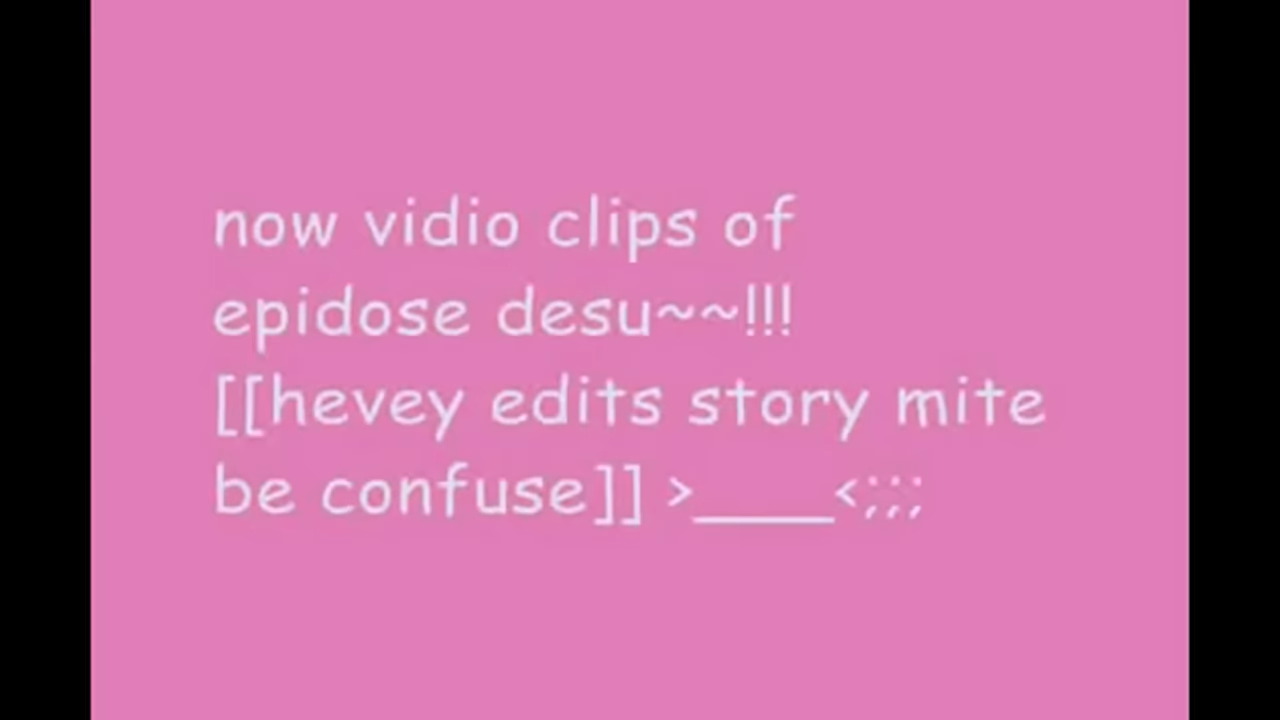 now vidio clips of
epidose desu~~!!!
[[hevey edits story mite
be confuse]] >____<;;;